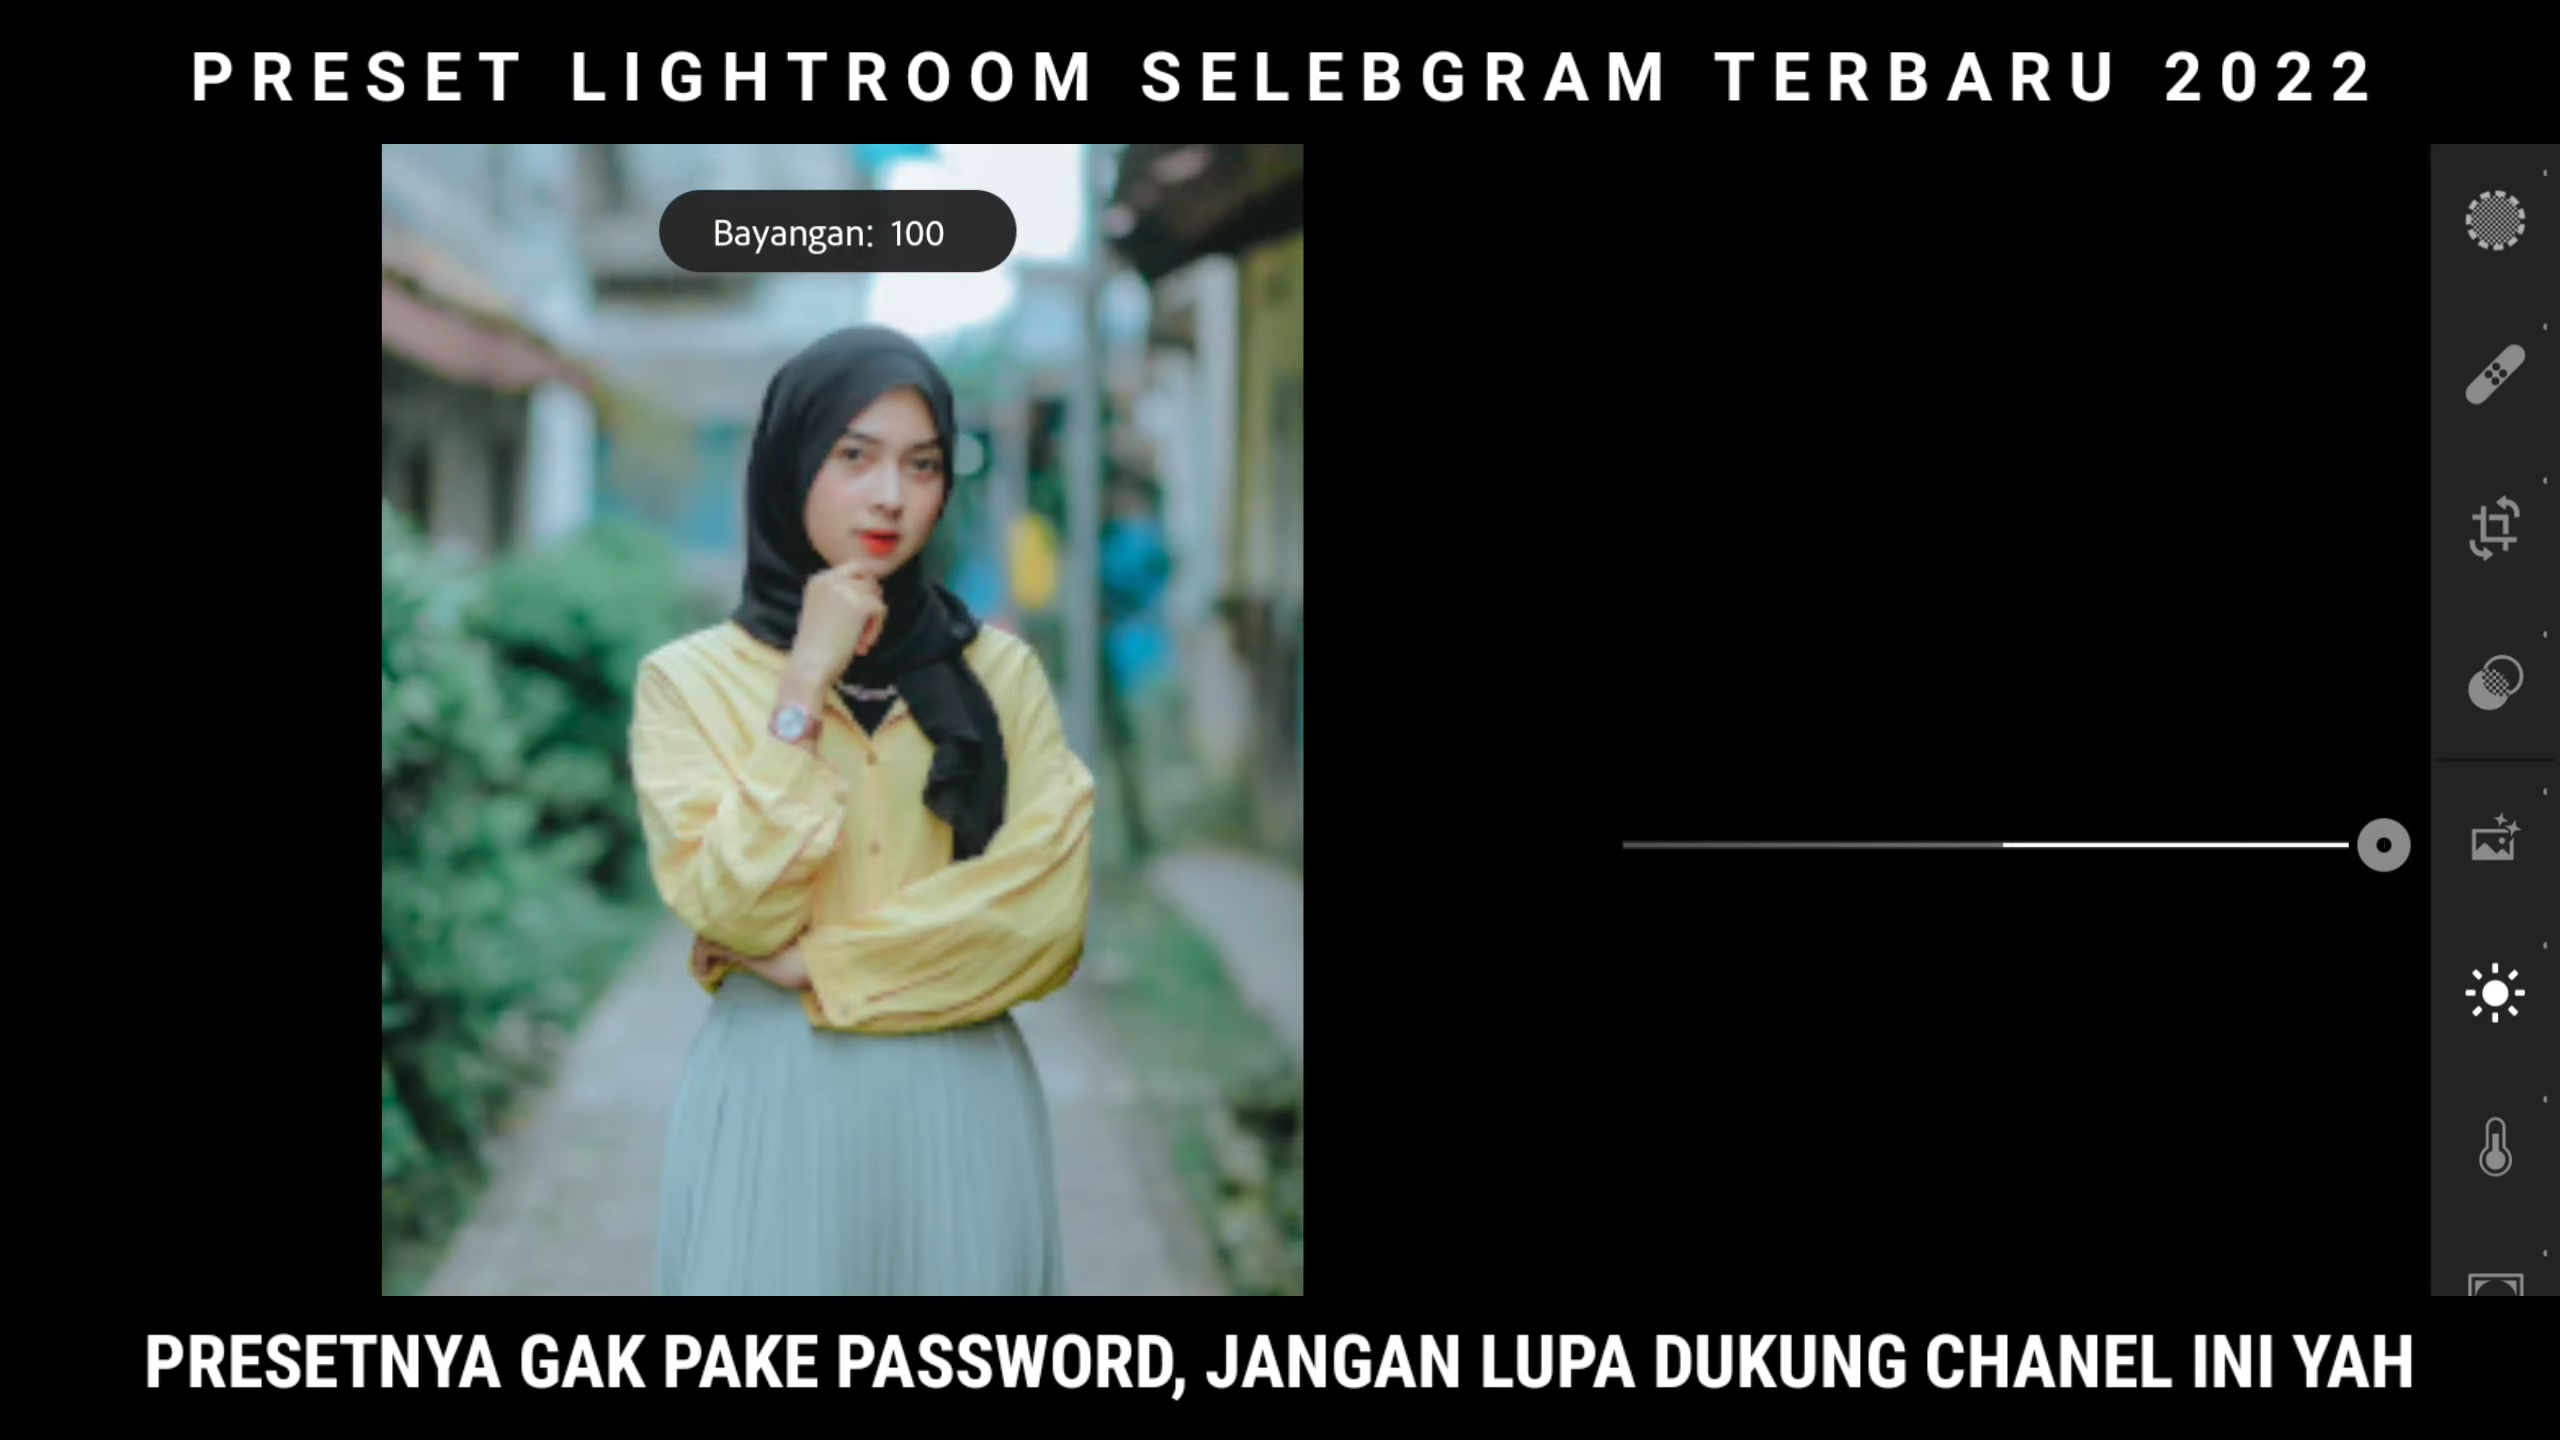 PRESET LIGHTROOM SELEBGRAM TERBARU 2022
Bayangan: 100
PRESETNYA GAK PAKE PASSWORD, JANGAN LUPA DUKUNG CHANEL INI YAH